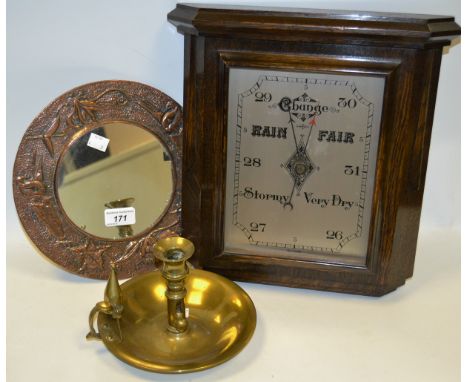 Change
29 30
RAIN FAIR
28 31
Stormy Very Dry
27 26
171